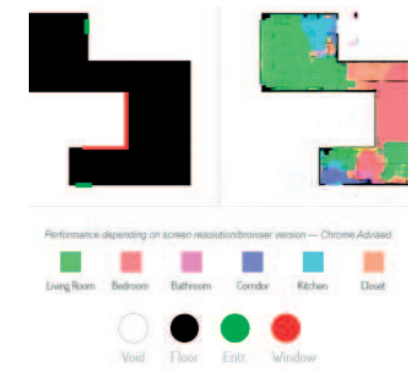 Performance depending on screen resolution/browser version — Chrome Advised.
Living Room Bedroom Bathroom Corridor Kitchen Closet
Void Floor Entr. Window